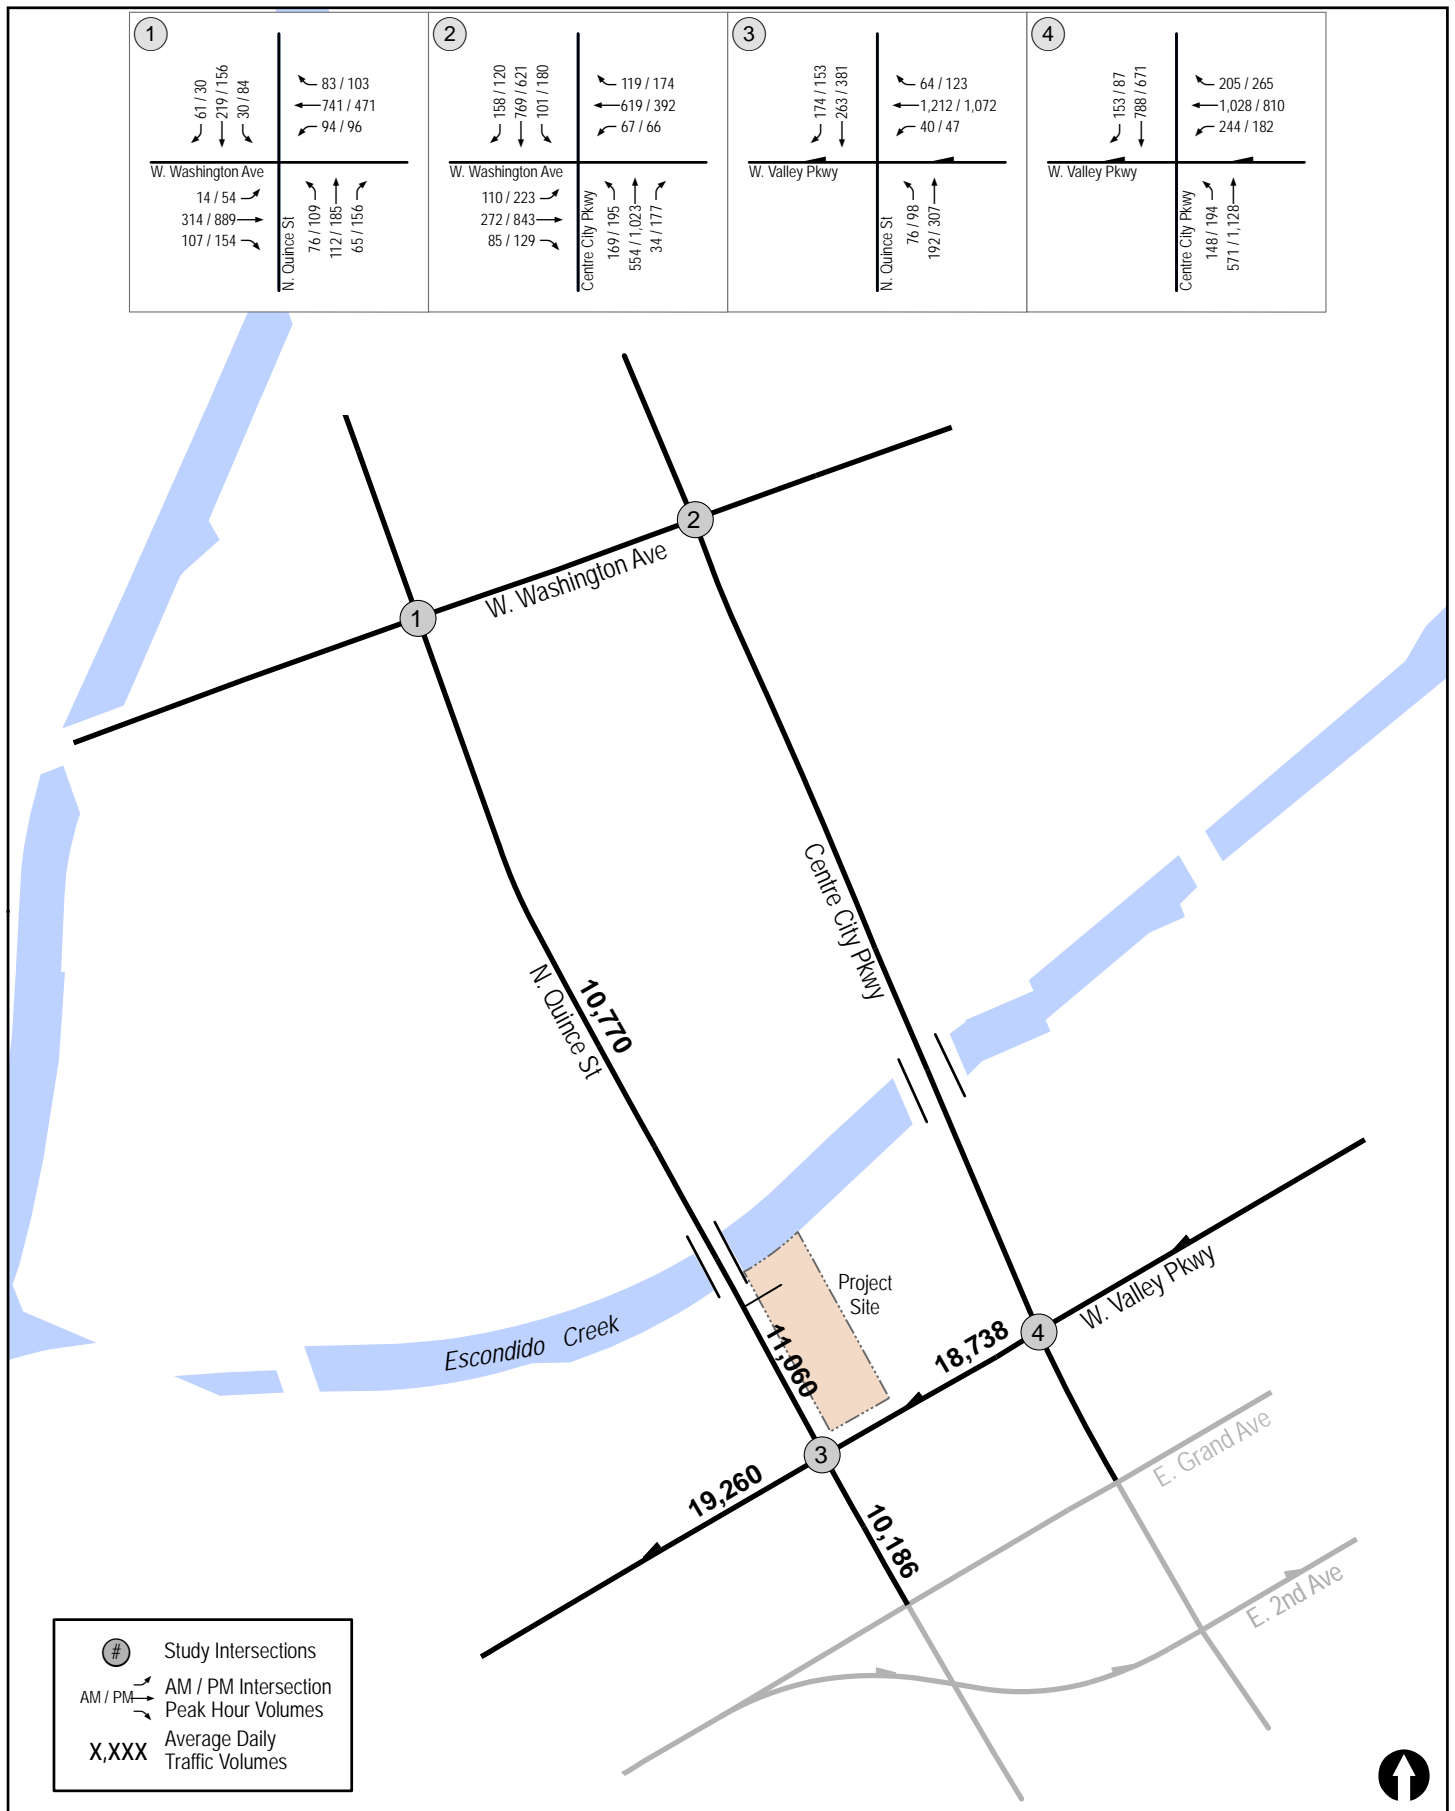 1
61 / 30
219 / 156
30 / 84
83 / 103
741 / 471
94 / 96
W. Washington Ave
14 / 54
314 / 889
107 / 154
N. Quince St
76 / 109
112 / 185
65 / 156
2
158 / 120
769 / 621
101 / 180
119 / 174
619 / 392
67 / 66
W. Washington Ave
110 / 223
272 / 843
85 / 129
Centre City Pkwy
169 / 195
554 / 1,023
34 / 177
3
174 / 153
263 / 381
64 / 123
1,212 / 1,072
40 / 47
W. Valley Pkwy
N. Quince St
76 / 98
192 / 307
4
153 / 87
788 / 671
205 / 265
1,028 / 810
244 / 182
W. Valley Pkwy
Centre City Pkwy
148 / 194
571 / 1,128
2
W. Washington Ave
1
Centre City Pkwy
N. Quince St
10,770
Project
Site
W. Valley Pkwy
Escondido Creek
11,060
18,738
4
3
E. Grand Ave
19,260
10,186
E. 2nd Ave
# Study Intersections
AM / PM AM / PM Intersection
Peak Hour Volumes
X,XXX Average Daily
Traffic Volumes